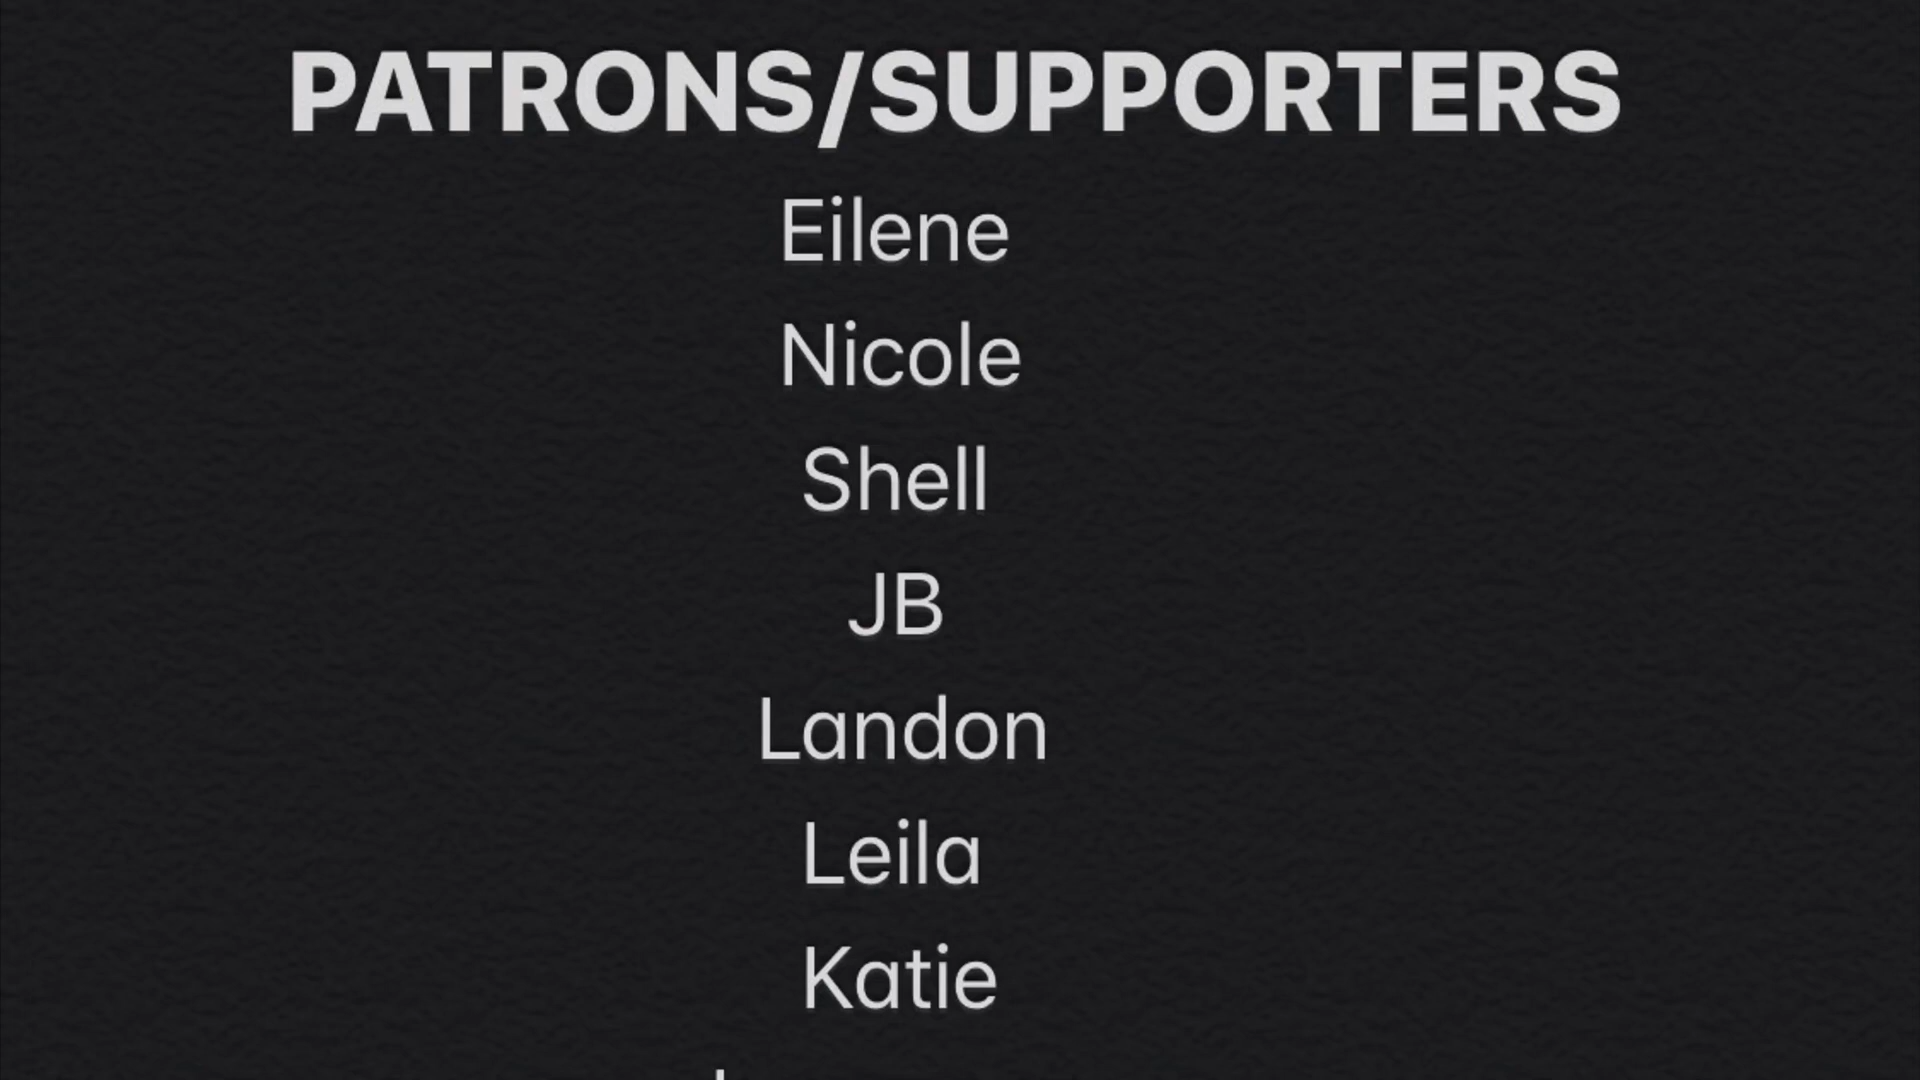 PATRONS/SUPPORTERS
Eilene
Nicole
Shell
JB
Landon
Leila
Katie